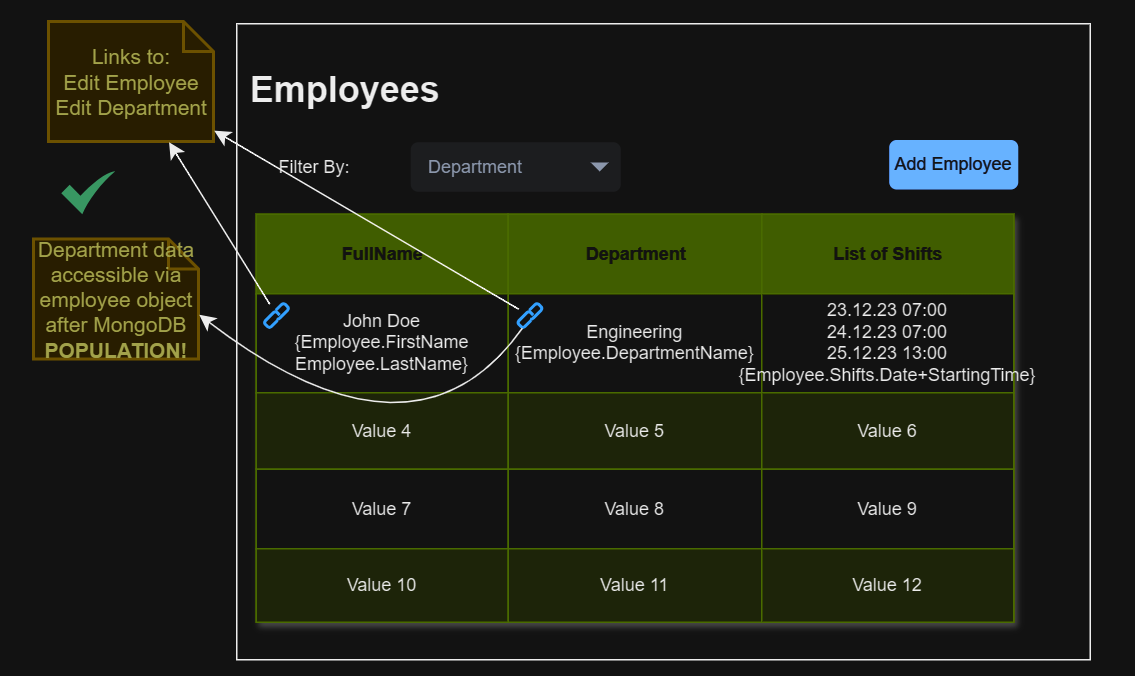 Links to:
Edit Employee
Edit Department
Department data
accessible via
employee object
after MongoDB
POPULATION!
Employees
Filter By:
Department
Add Employee
FullName
Department
List of Shifts
John Doe
{Employee.FirstName
Employee.LastName}
Engineering
{Employee.DepartmentName}
23.12.23 07:00
24.12.23 07:00
25.12.23 13:00
{Employee.Shifts.Date+StartingTime}
Value 4
Value 5
Value 6
Value 7
Value 8
Value 9
Value 10
Value 11
Value 12